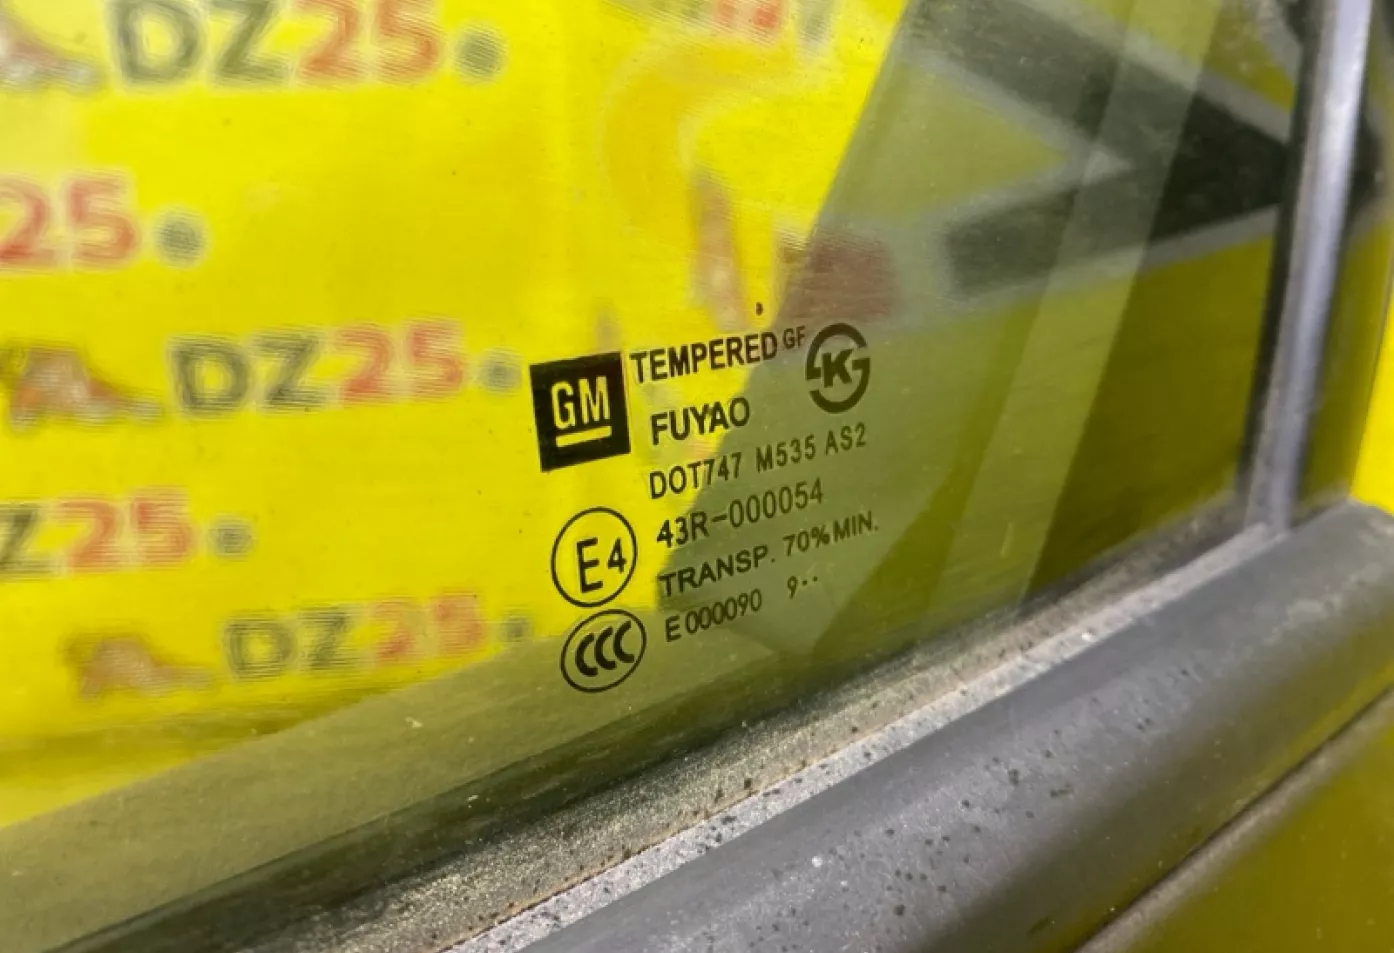 DZ25.
25.
DZ25.
Z25.
DZ25.
GM
TEMPERED GF
K
FUYAO
DOT747 M535 AS2
E4
43R-000054
TRANSP. 70% MIN.
CCC
E000090 9··